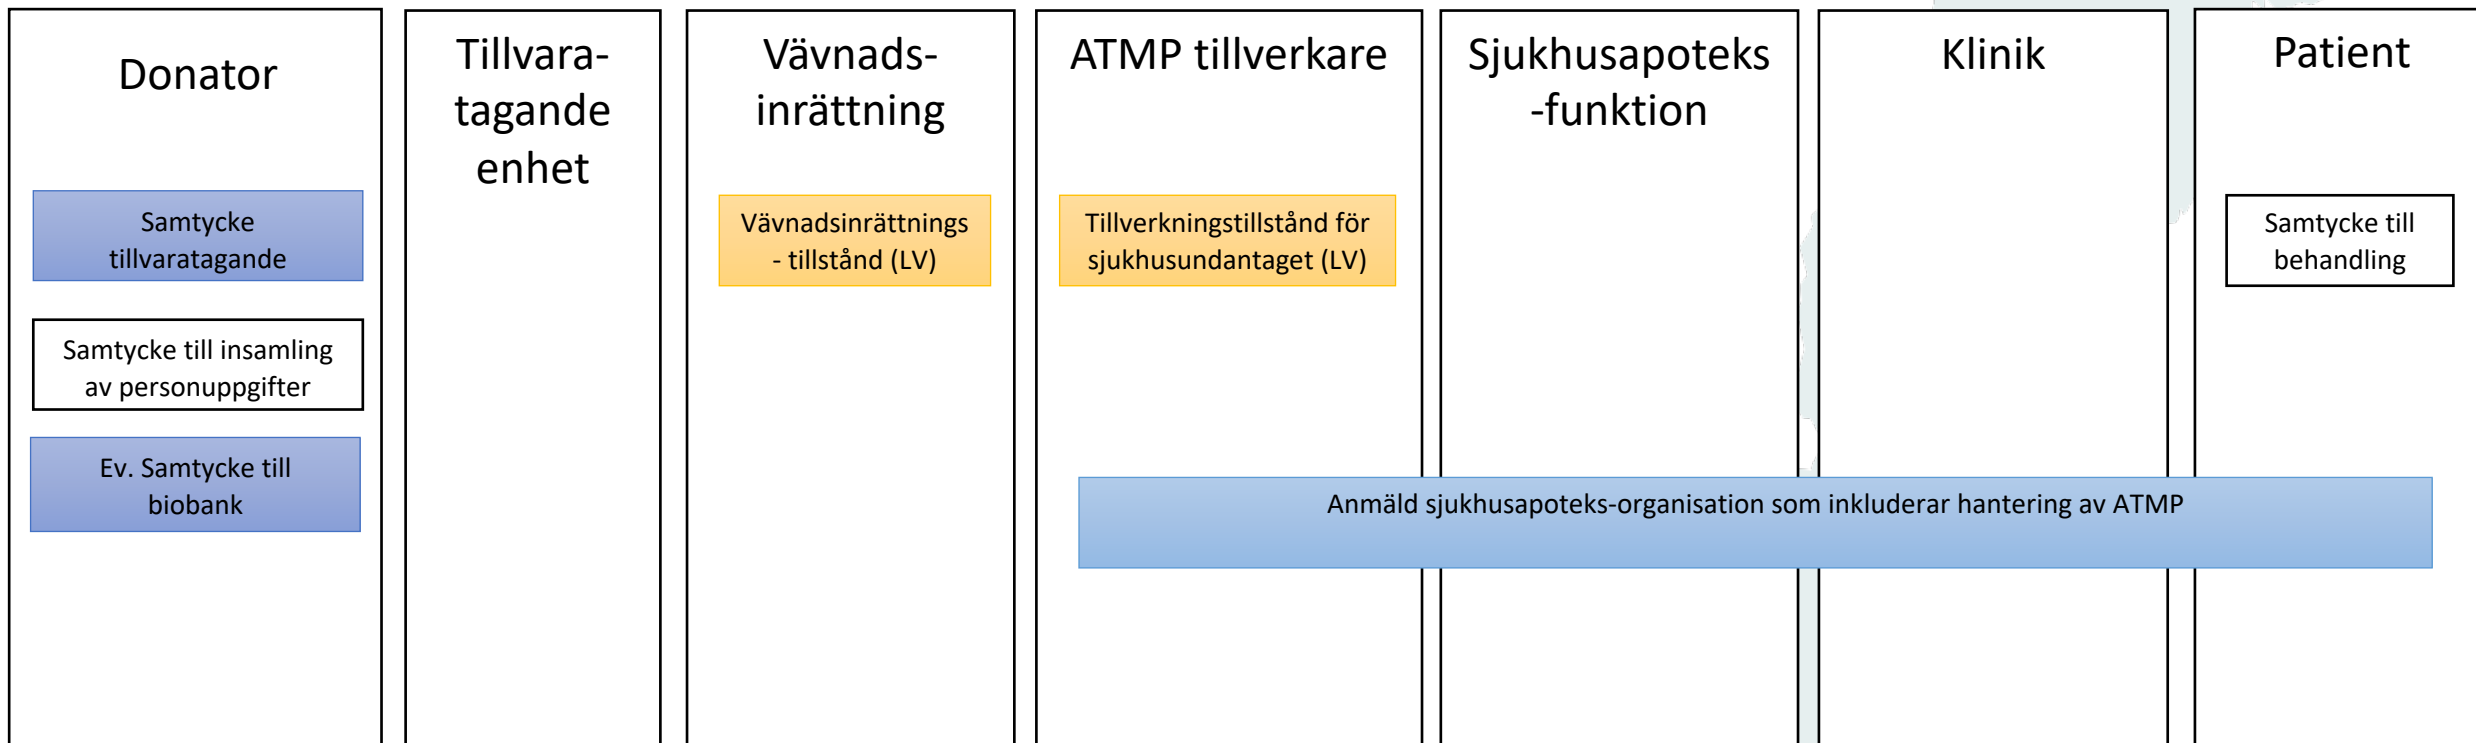 Donator
Samtycke
tillvaratagande
Samtycke till insamling
av personuppgifter
Ev. Samtycke till
biobank
Tillvara-
tagande
enhet
Vävnads-
inrättning
Vävnadsinrättnings
- tillstånd (LV)
ATMP tillverkare
Tillverkningstillstånd för
sjukhusundantaget (LV)
Sjukhusapoteks
-funktion
Klinik
Patient
Samtycke till
behandling
Anmäld sjukhusapoteks-organisation som inkluderar hantering av ATMP